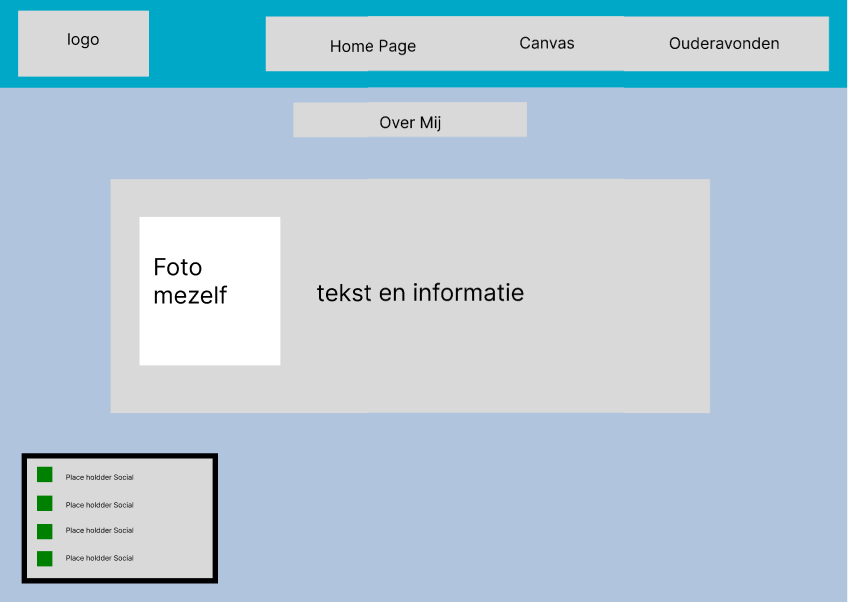 logo
Home Page
Canvas
Ouderavonden
Over Mij
Foto
mezelf
tekst en informatie
Place holdder Social
Place holdder Social
Place holdder Social
Place holdder Social